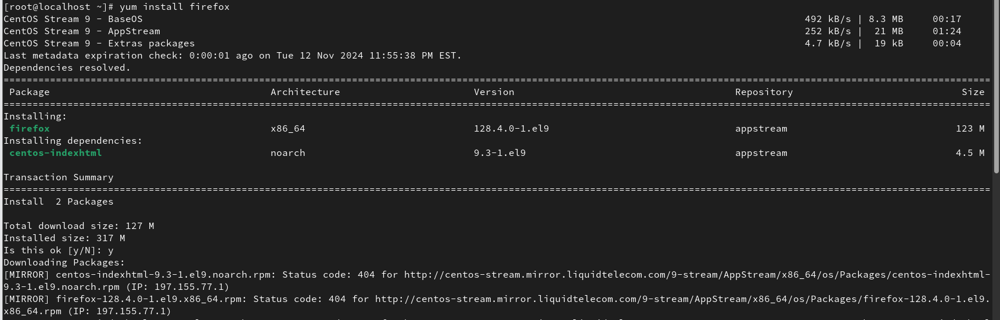 [root@localhost ~]# yum install firefox
CentOS Stream 9 - BaseOS 492 kB/s | 8.3 MB 00:17
CentOS Stream 9 - AppStream 252 kB/s | 21 MB 01:24
CentOS Stream 9 - Extras packages 4.7 kB/s | 19 kB 00:04
Last metadata expiration check: 0:00:01 ago on Tue 12 Nov 2024 11:55:38 PM EST.
Dependencies resolved.
================================================================================
Package Architecture Version Repository Size
================================================================================
Installing:
firefox x86_64 128.4.0-1.el9 appstream 123 M
Installing dependencies:
centos-indexhtml noarch 9.3-1.el9 appstream 4.5 M
Transaction Summary
================================================================================
Install 2 Packages
Total download size: 127 M
Installed size: 317 M
Is this ok [y/N]: y
Downloading Packages:
[MIRROR] centos-indexhtml-9.3-1.el9.noarch.rpm: Status code: 404 for http://centos-stream.mirror.liquidtelecom.com/9-stream/AppStream/x86_64/os/Packages/centos-indexhtml-
9.3-1.el9.noarch.rpm (IP: 197.155.77.1)
[MIRROR] firefox-128.4.0-1.el9.x86_64.rpm: Status code: 404 for http://centos-stream.mirror.liquidtelecom.com/9-stream/AppStream/x86_64/os/Packages/firefox-128.4.0-1.el9.
x86_64.rpm (IP: 197.155.77.1)